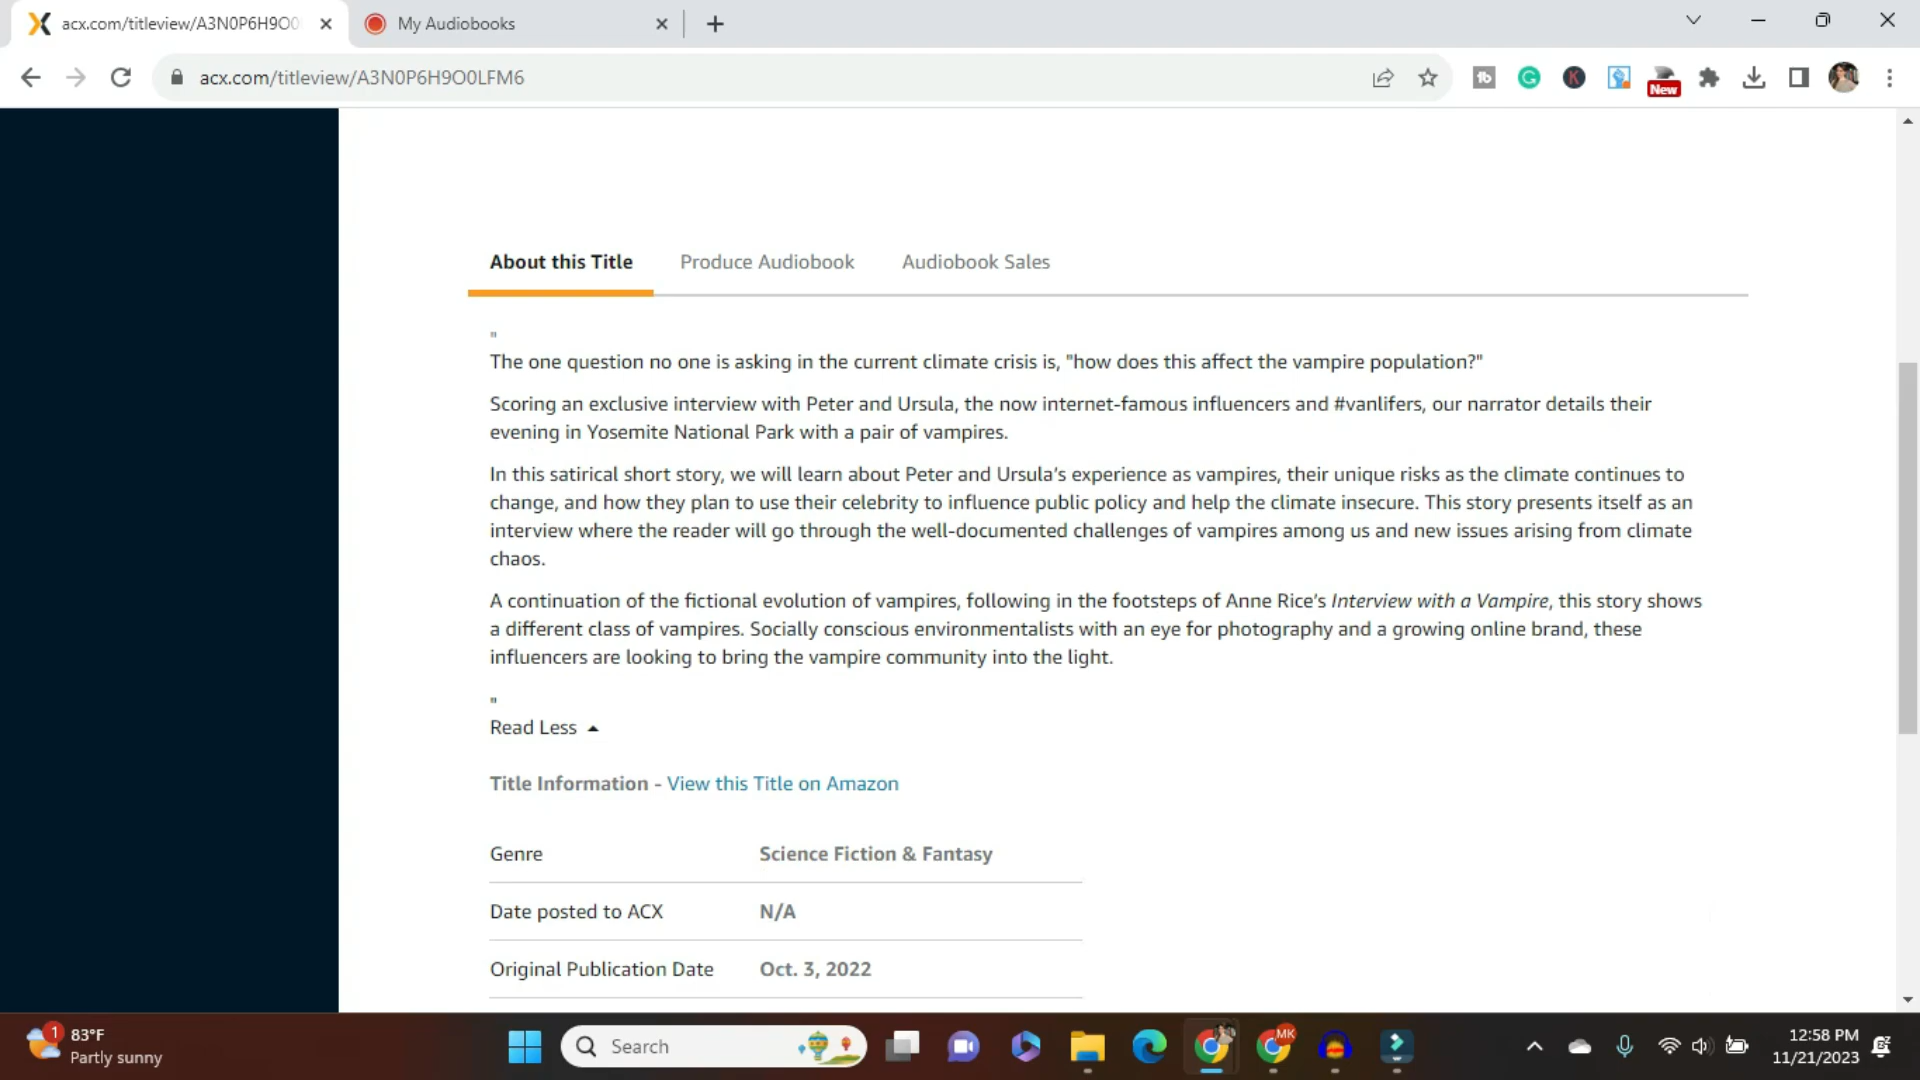 acx.com/titleview/A3N0P6H9O0
My Audiobooks
acx.com/titleview/A3N0P6H9O0LFM6
New
About this Title
Produce Audiobook
Audiobook Sales
"
The one question no one is asking in the current climate crisis is, "how does this affect the vampire population?"
Scoring an exclusive interview with Peter and Ursula, the now internet-famous influencers and #vanlifers, our narrator details their
evening in Yosemite National Park with a pair of vampires.
In this satirical short story, we will learn about Peter and Ursula's experience as vampires, their unique risks as the climate continues to
change, and how they plan to use their celebrity to influence public policy and help the climate insecure. This story presents itself as an
interview where the reader will go through the well-documented challenges of vampires among us and new issues arising from climate
chaos.
A continuation of the fictional evolution of vampires, following in the footsteps of Anne Rice's Interview with a Vampire, this story shows
a different class of vampires. Socially conscious environmentalists with an eye for photography and a growing online brand, these
influencers are looking to bring the vampire community into the light.
"
Read Less
Title Information - View this Title on Amazon
Genre Science Fiction & Fantasy
Date posted to ACX N/A
Original Publication Date Oct. 3, 2022
1
83°F
Partly sunny
Search
MK
12:58 PM
11/21/2023